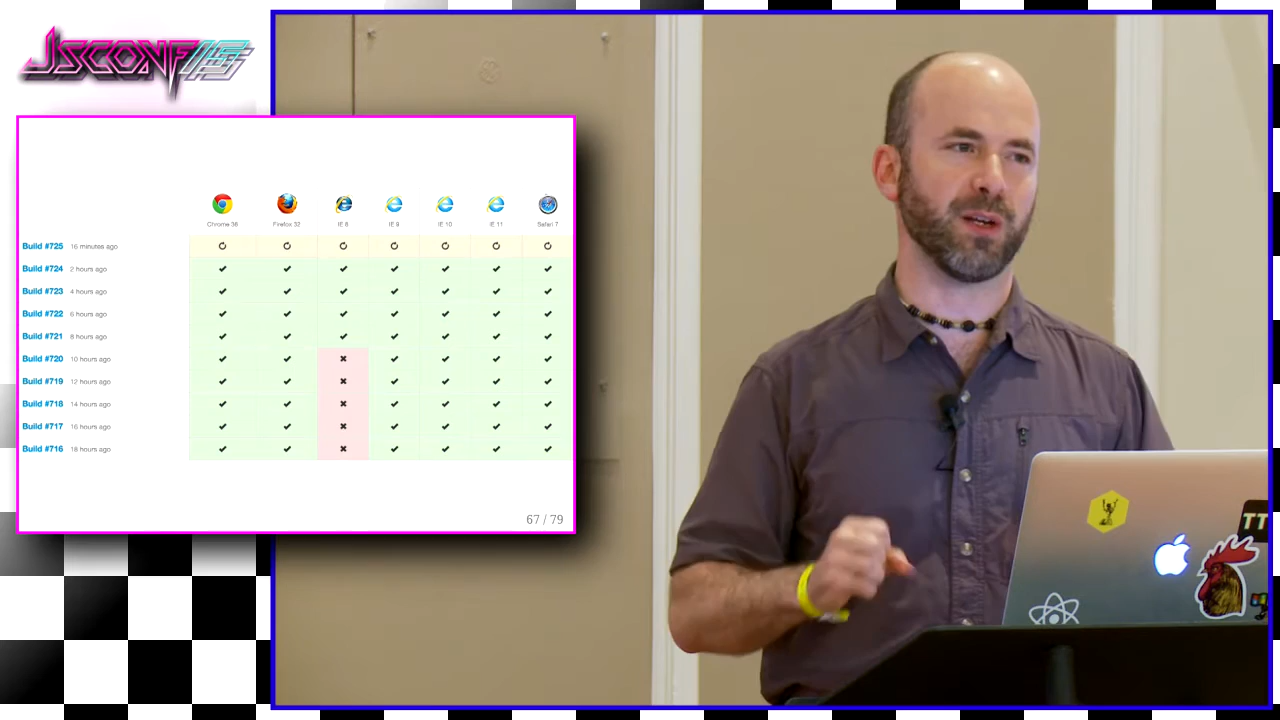 JSCONF15
Chrome 36 Firefox 32 IE 8 IE 9 IE 10 IE 11 Safari 7
Build #725 16 minutes ago
Build #724 2 hours ago
Build #723 4 hours ago
Build #722 6 hours ago
Build #721 8 hours ago
Build #720 10 hours ago
Build #719 12 hours ago
Build #718 14 hours ago
Build #717 16 hours ago
Build #716 18 hours ago
67 / 79
TT